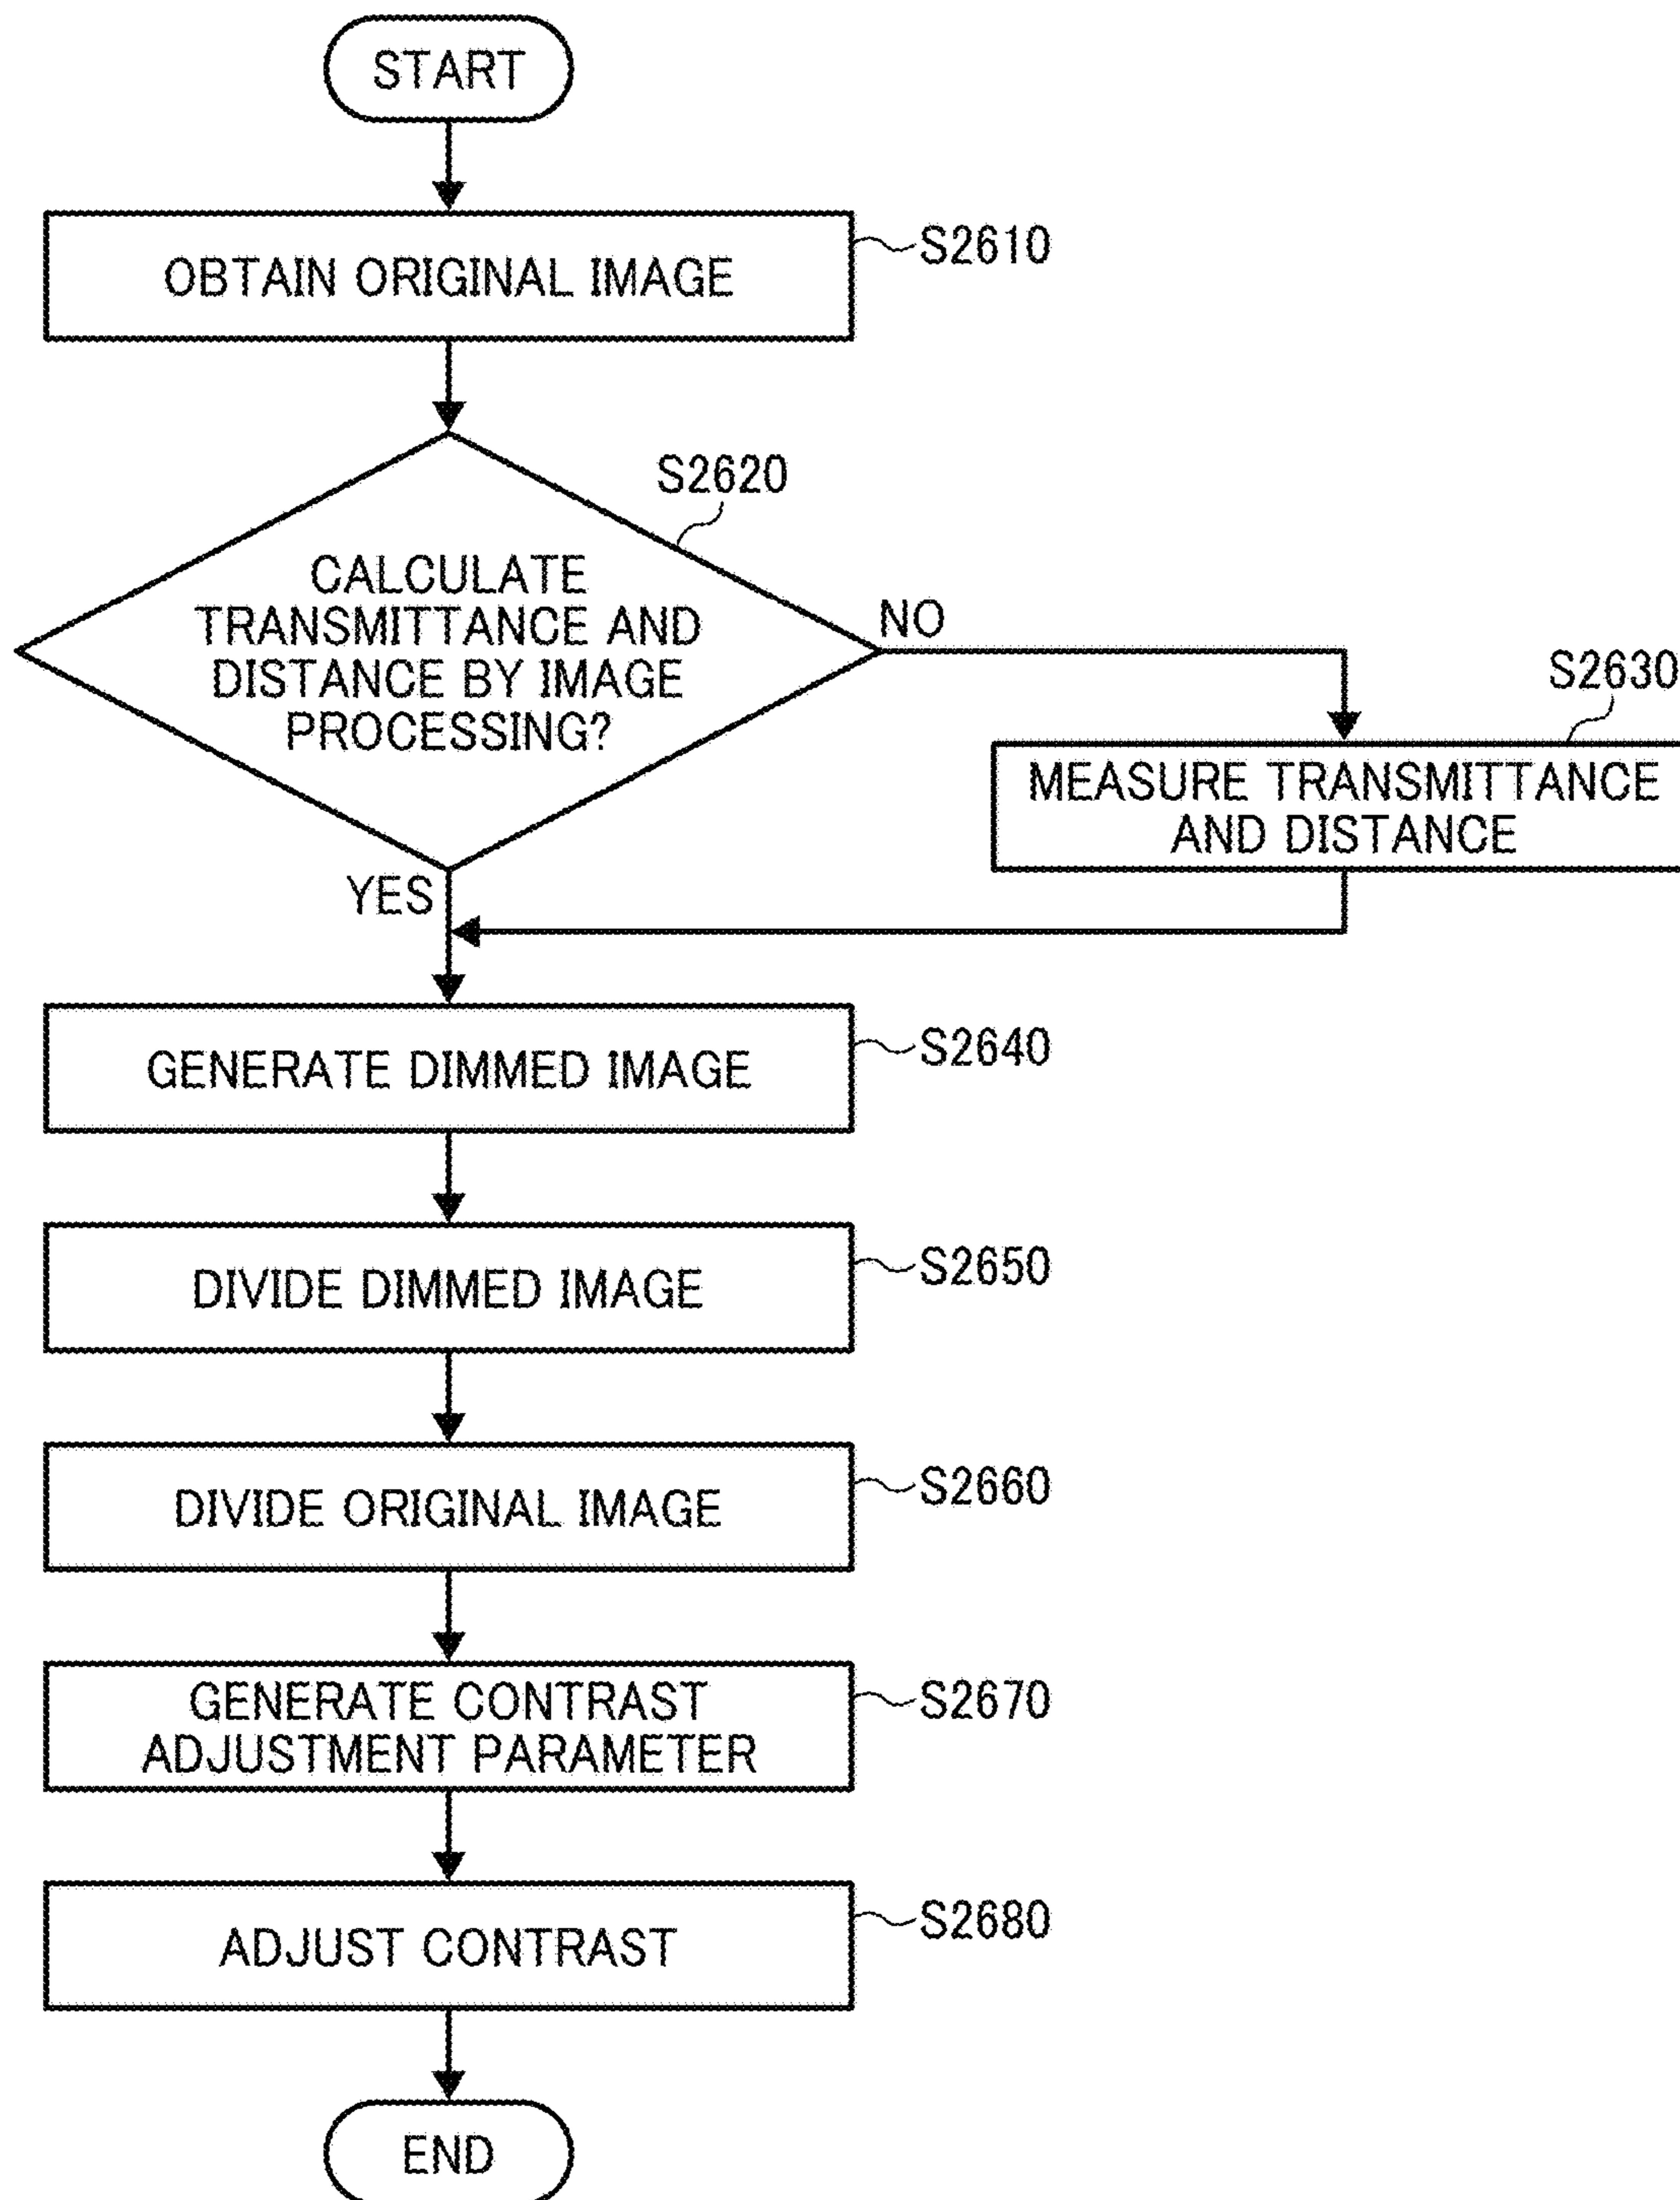 START
OBTAIN ORIGINAL IMAGE
S2610
S2620
CALCULATE
TRANSMITTANCE AND
DISTANCE BY IMAGE
PROCESSING?
NO
S2630
MEASURE TRANSMITTANCE
AND DISTANCE
YES
GENERATE DIMMED IMAGE
S2640
DIVIDE DIMMED IMAGE
S2650
DIVIDE ORIGINAL IMAGE
S2660
GENERATE CONTRAST
ADJUSTMENT PARAMETER
S2670
ADJUST CONTRAST
S2680
END